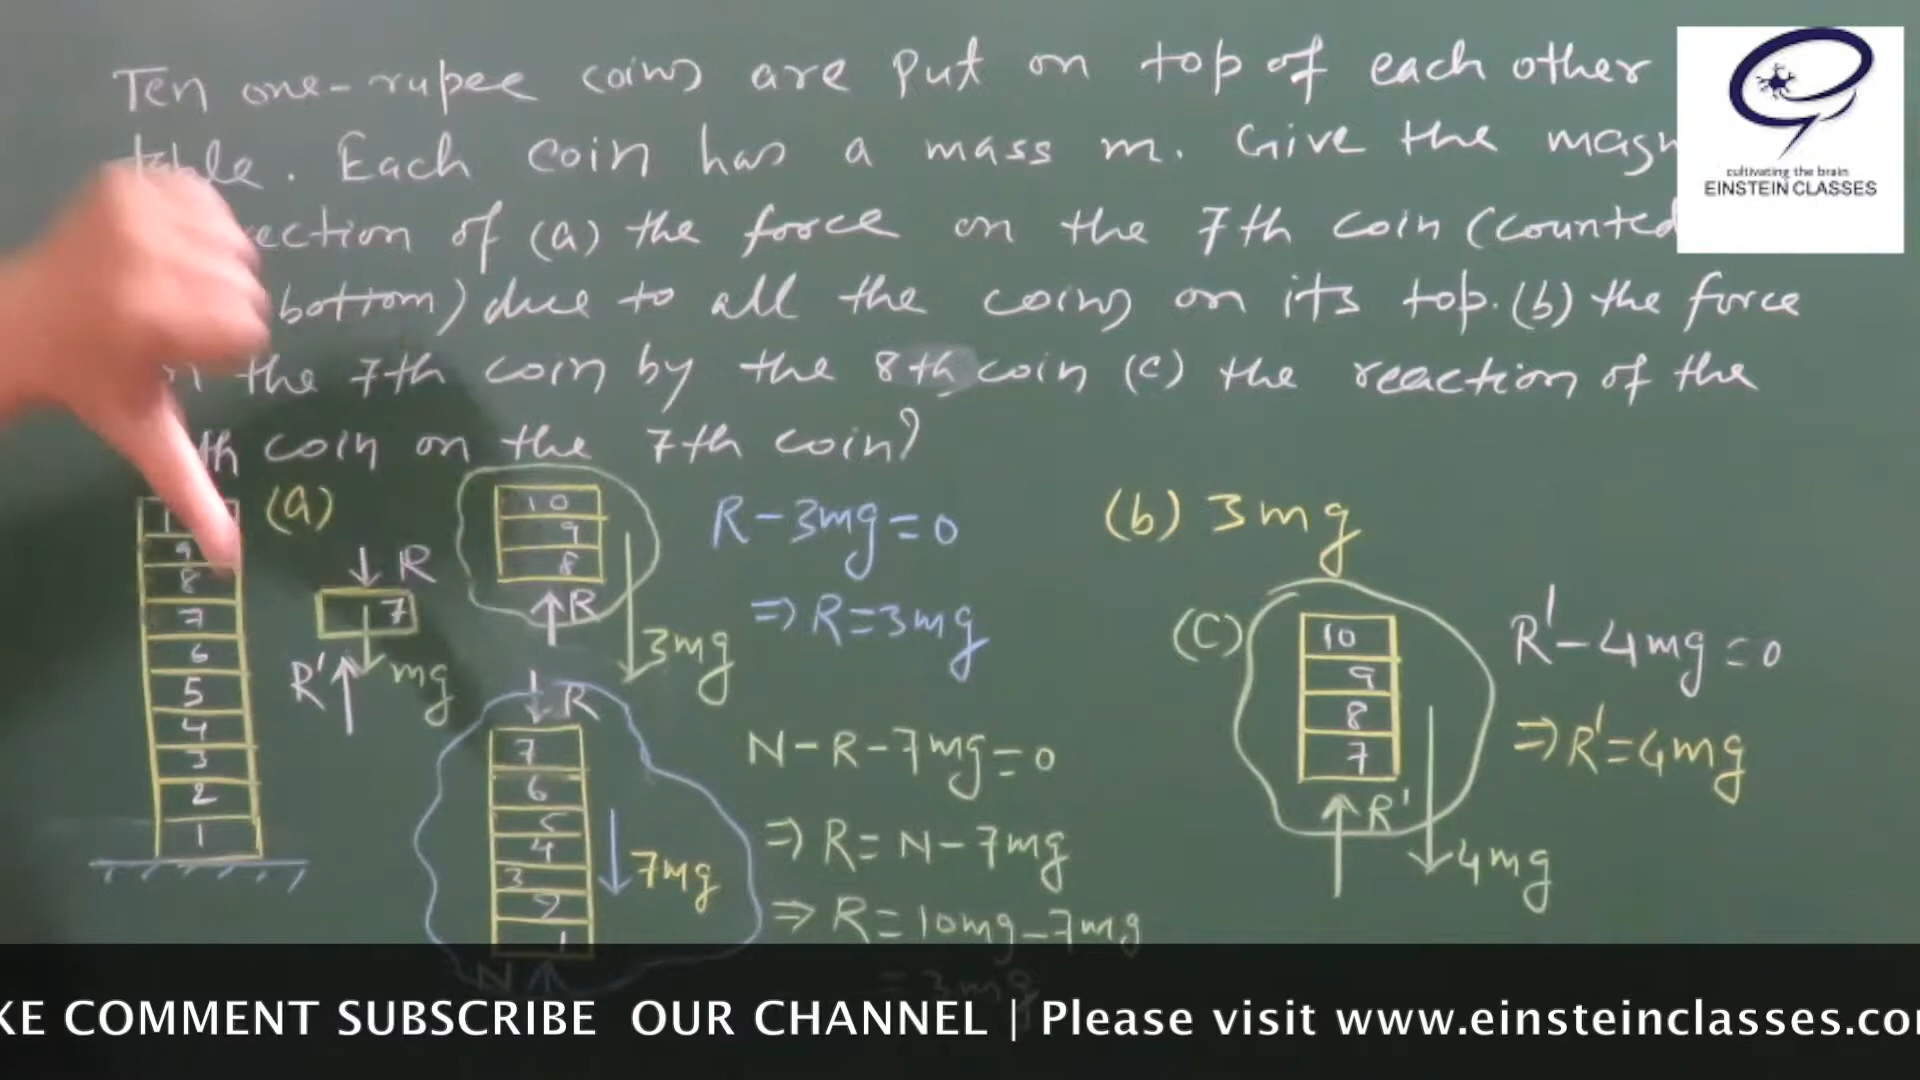 Ten one-rupee coins are put on top of each other
table. Each coin has a mass m. Give the magn
ection of (a) the force on the 7th coin (counted
bottom) due to all the coins on its top. (b) the force
the 7th coin by the 8th coin (c) the reaction of the
th coin on the 7th coin?
cultivating the brain
EINSTEIN CLASSES
9
8
7
6
5
4
3
2
1
(a)
R
7
R'
mg
10
9
8
R
3mg
R-3mg=0
⇒ R=3mg
R
7
6
5
4
3
2
1
N
7mg
N-R-7mg=0
⇒ R=N-7mg
⇒ R=10mg-7mg
=3mg
(b) 3mg
(C)
10
9
8
7
R'
4mg
R'-4mg=0
⇒R'=4mg
KE COMMENT SUBSCRIBE OUR CHANNEL | Please visit www.einsteinclasses.co